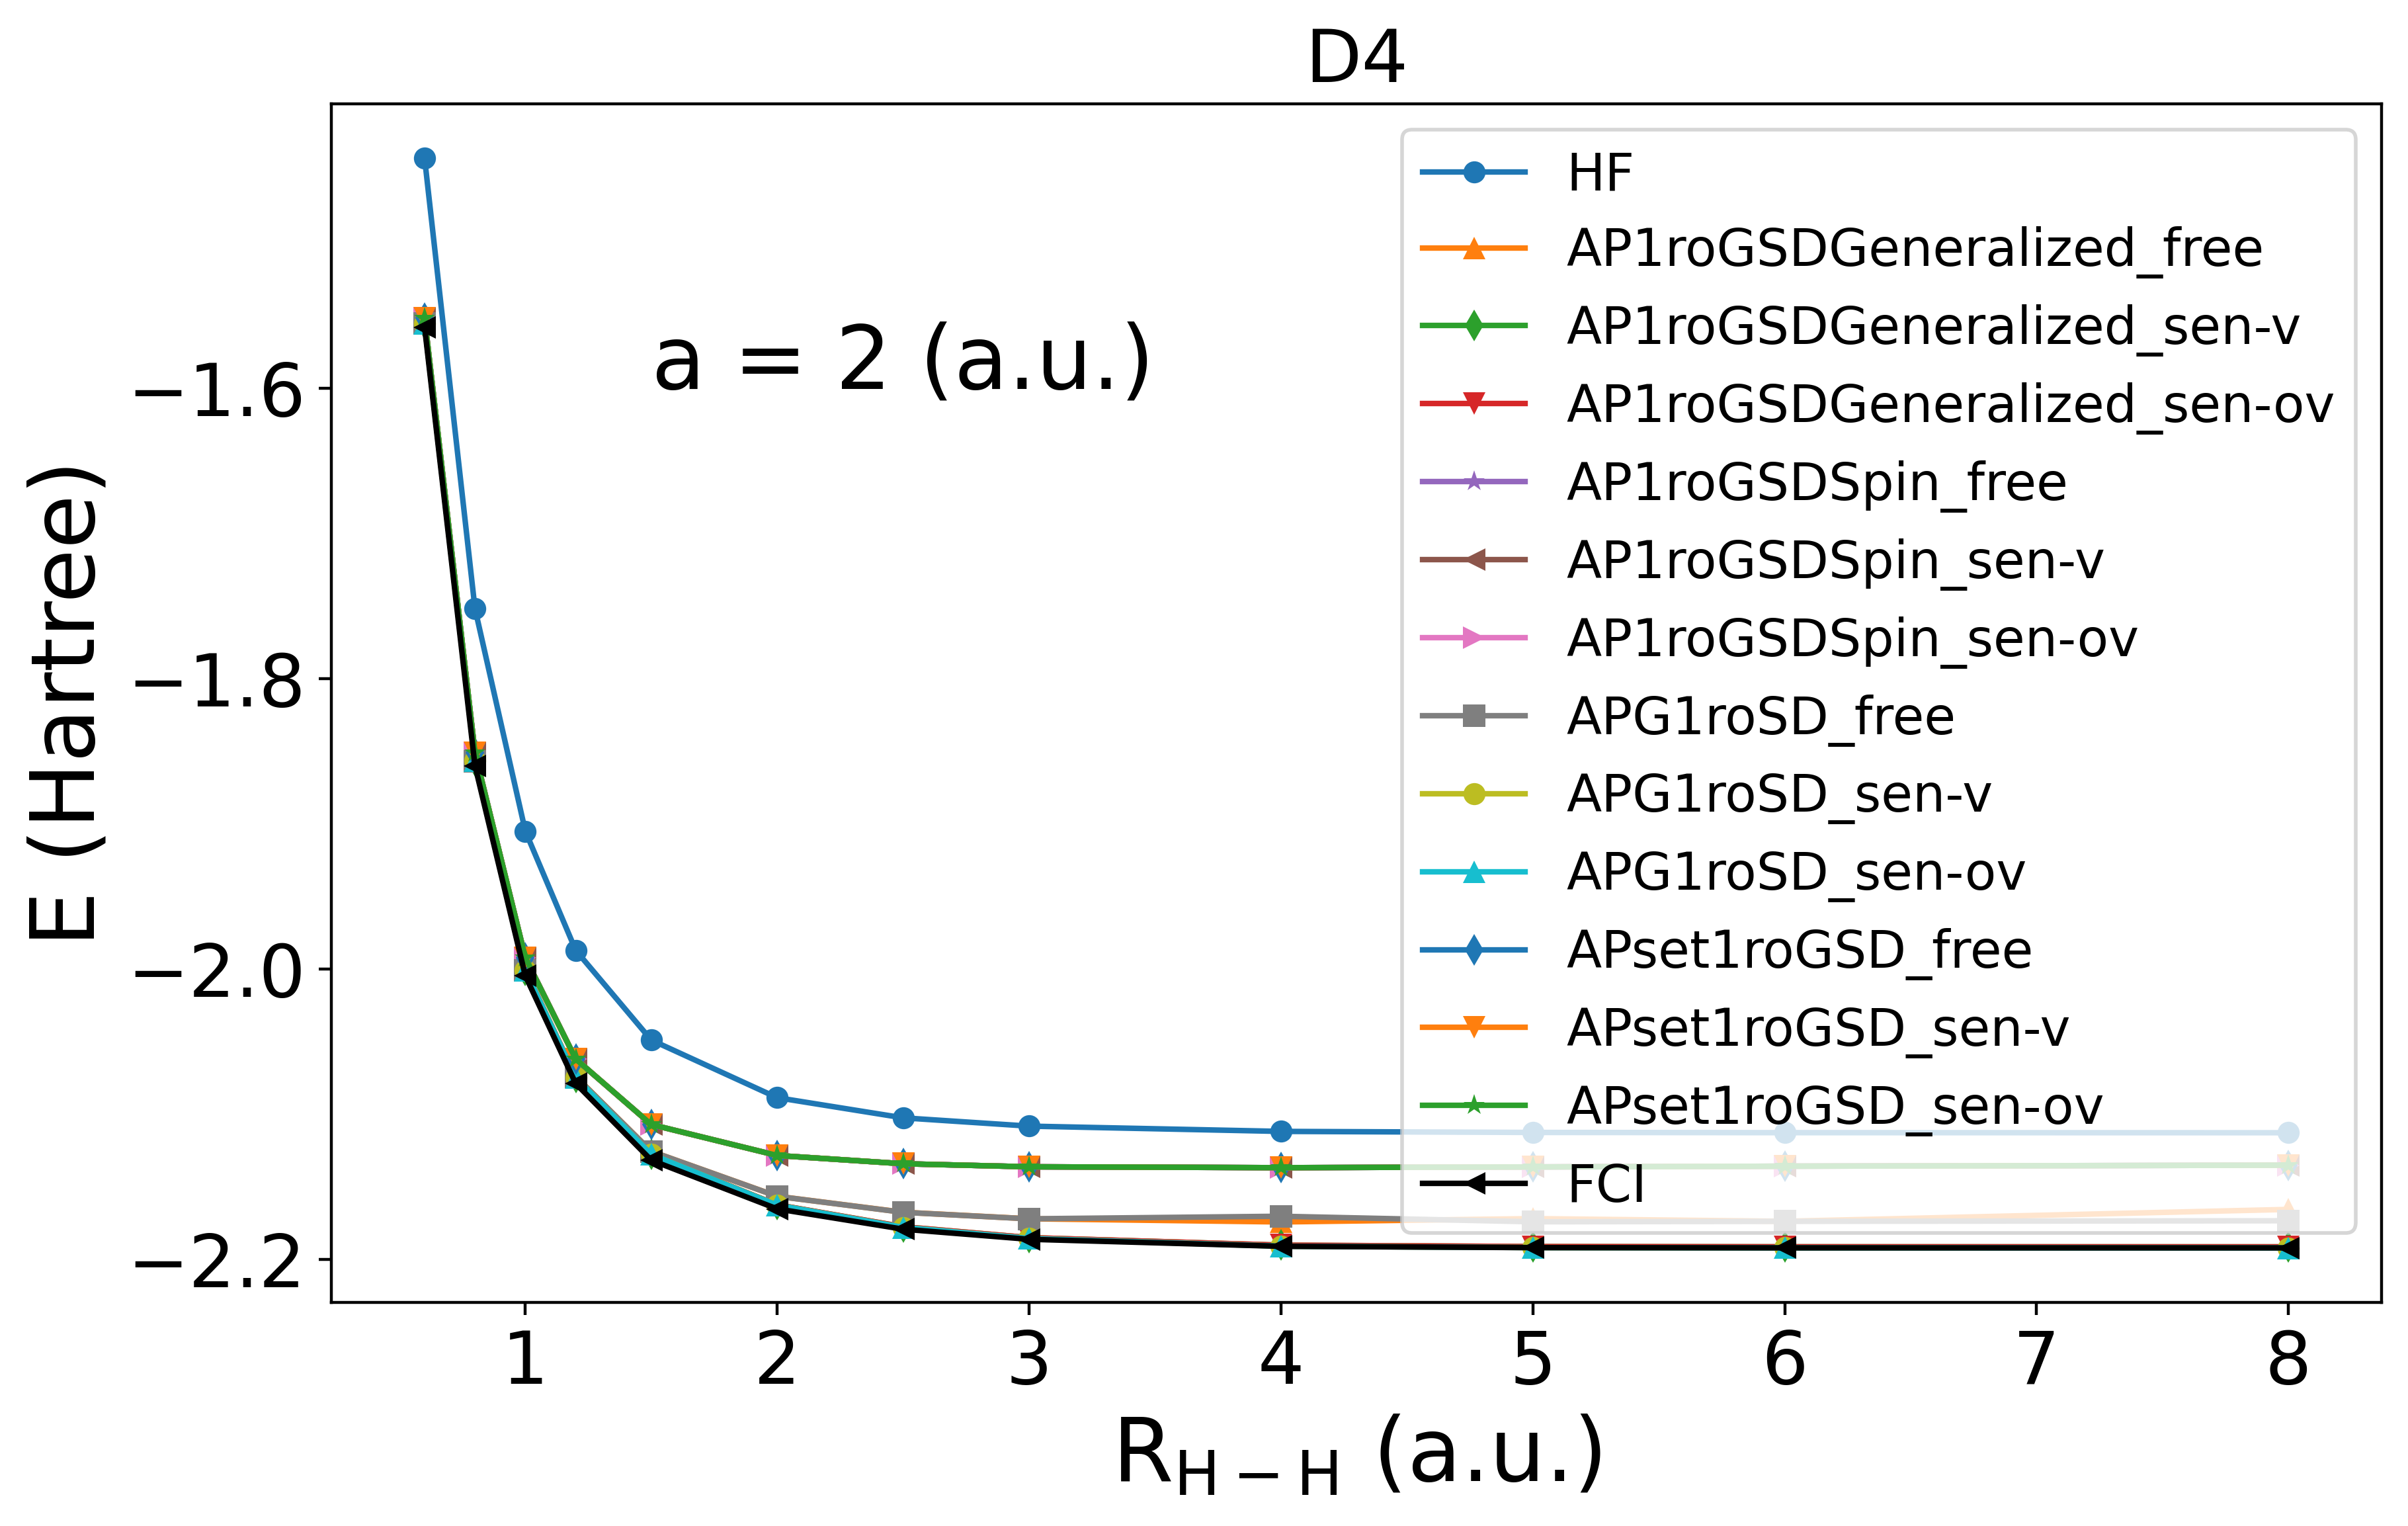 D4
E (Hartree)
−1.6
−1.8
−2.0
−2.2
a = 2 (a.u.)
HF
AP1roGSDGeneralized_free
AP1roGSDGeneralized_sen-v
AP1roGSDGeneralized_sen-ov
AP1roGSDSpin_free
AP1roGSDSpin_sen-v
AP1roGSDSpin_sen-ov
APG1roSD_free
APG1roSD_sen-v
APG1roSD_sen-ov
APset1roGSD_free
APset1roGSD_sen-v
APset1roGSD_sen-ov
FCI
1 2 3 4 5 6 7 8
R_{H−H} (a.u.)